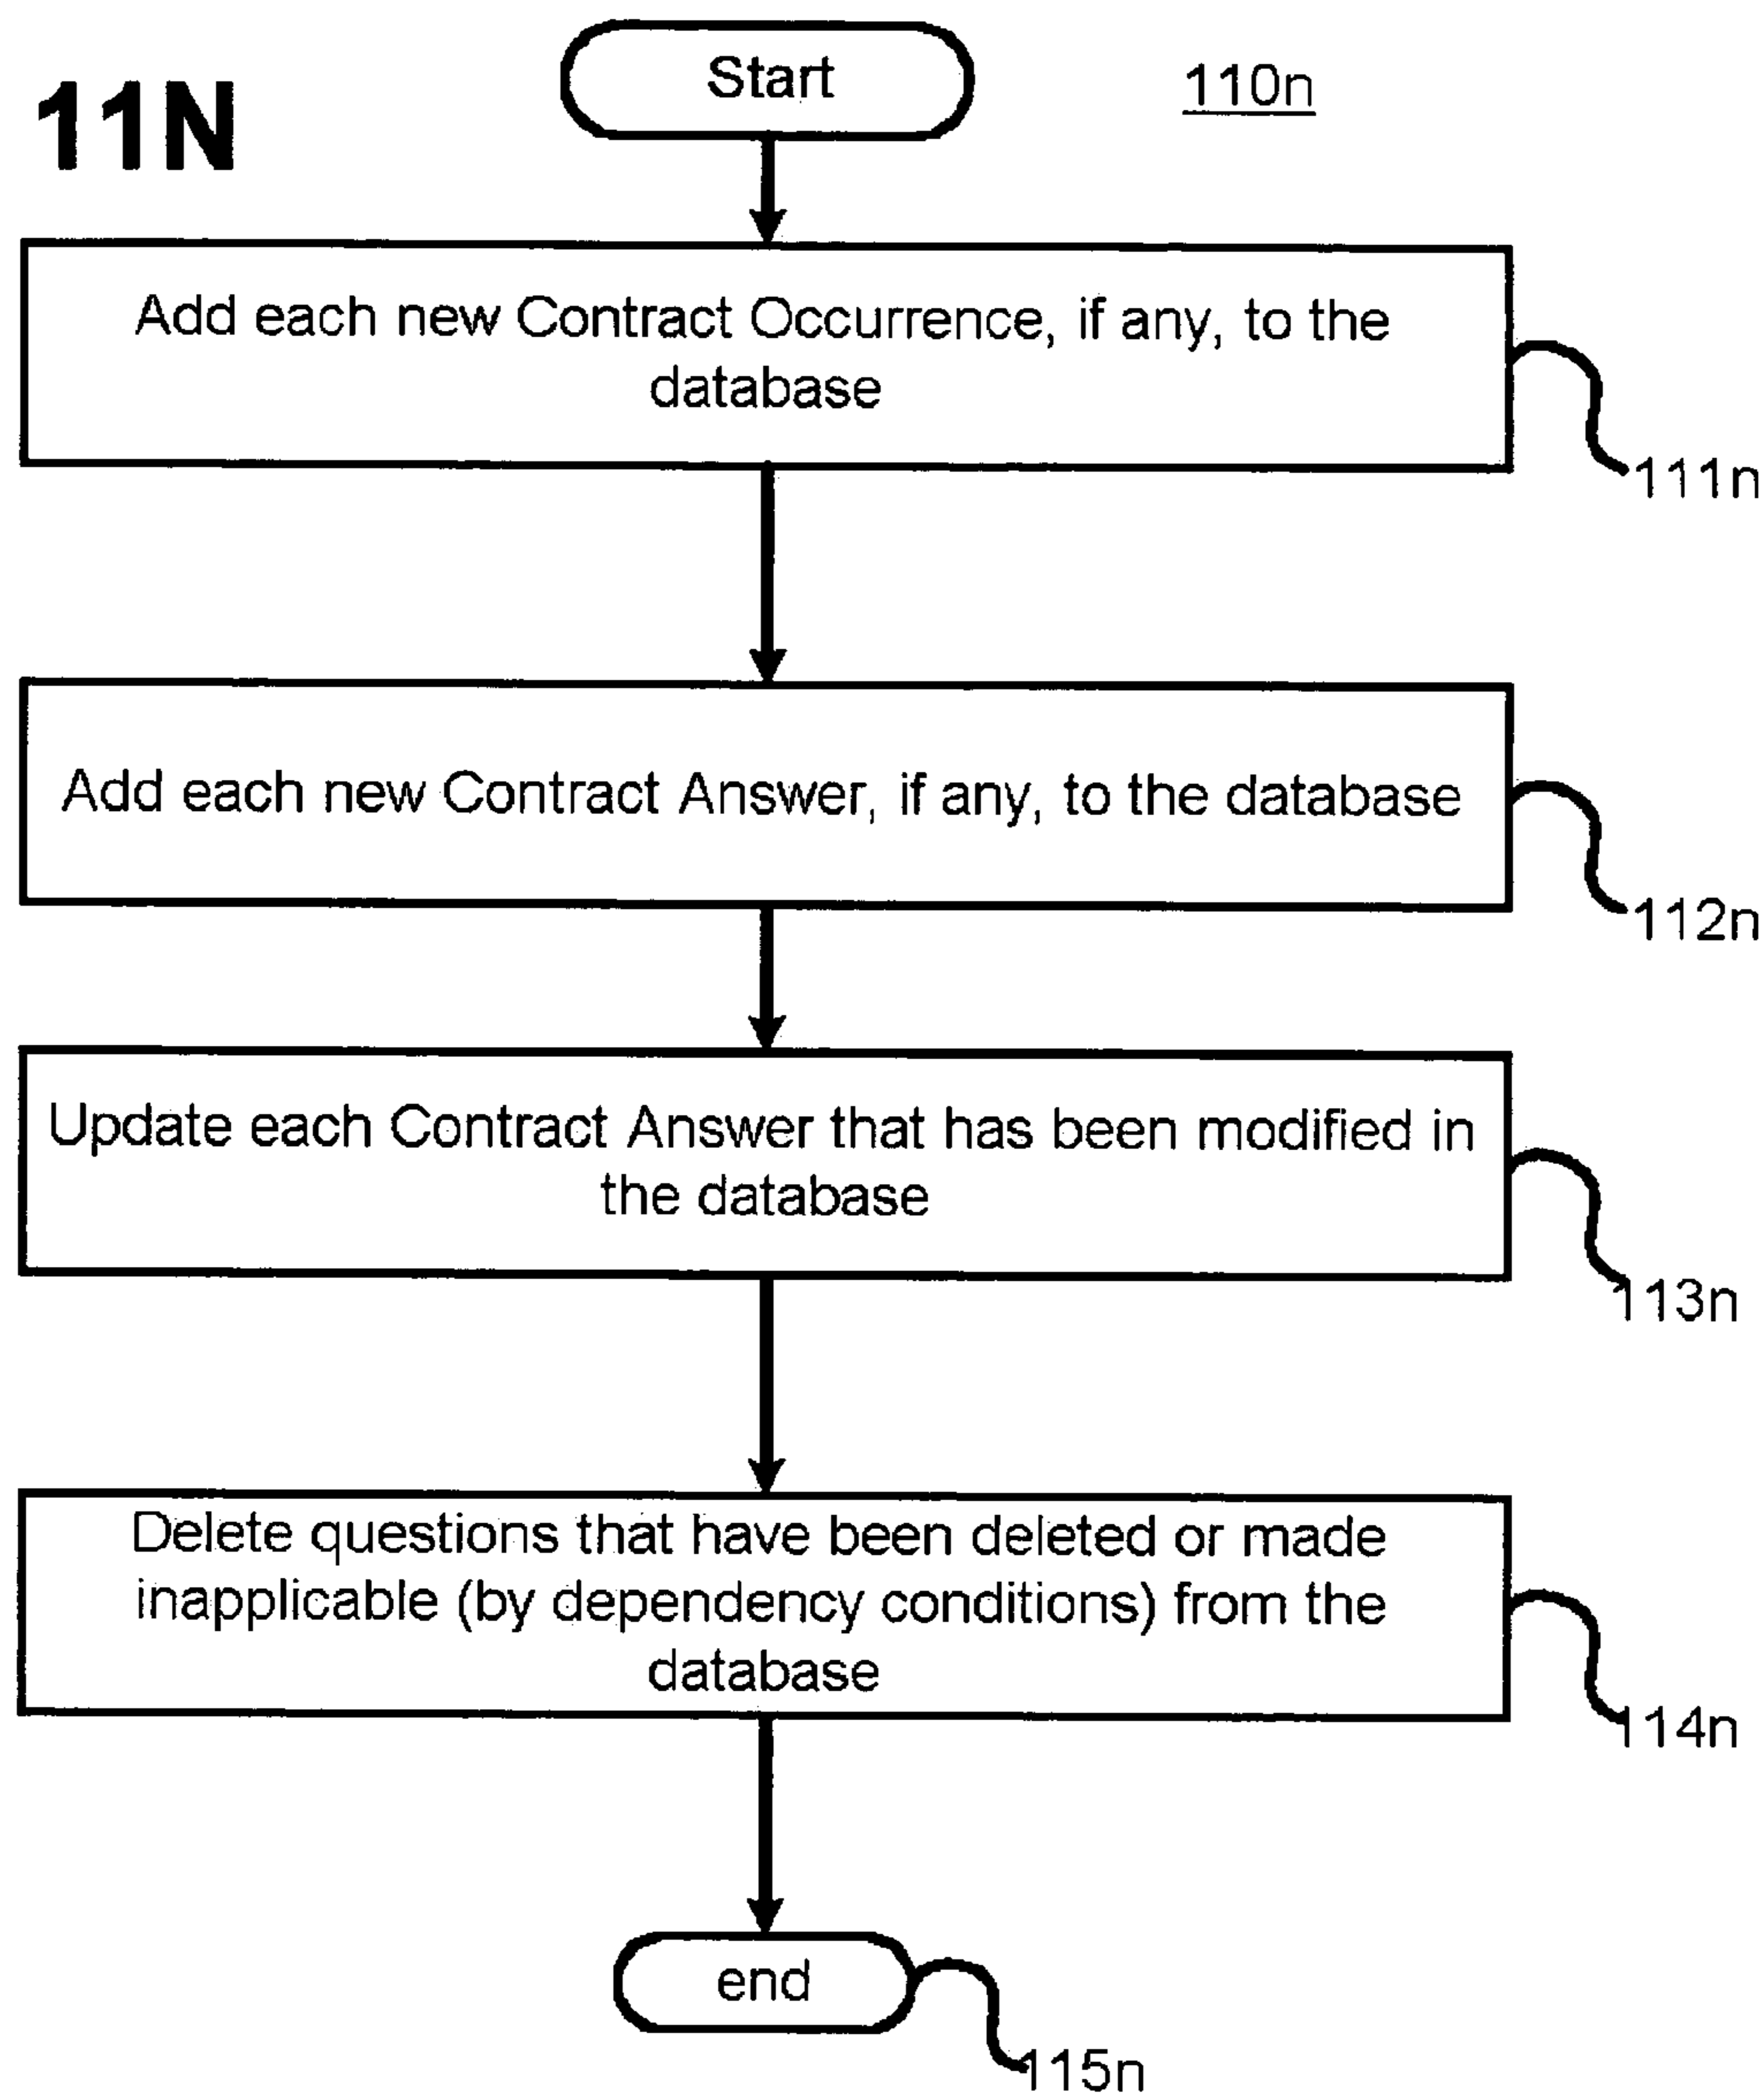 11N
Start
110n
Add each new Contract Occurrence, if any, to the
database
111n
Add each new Contract Answer, if any, to the database
112n
Update each Contract Answer that has been modified in
the database
113n
Delete questions that have been deleted or made
inapplicable (by dependency conditions) from the
database
114n
end
115n